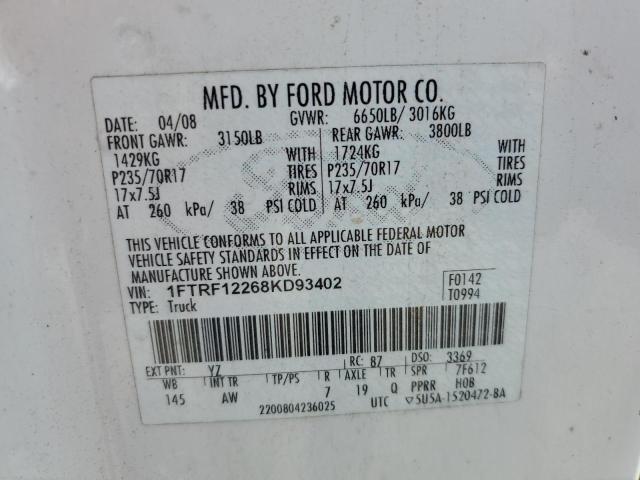 MFD. BY FORD MOTOR CO.
DATE: 04/08 GVWR: 6650LB/ 3016KG
FRONT GAWR: 3150LB REAR GAWR: 3800LB
1429KG WITH 1724KG WITH
P235/70R17 TIRES P235/70R17 TIRES
17x7.5J RIMS 17x7.5J RIMS
AT 260 kPa/ 38 PSI COLD AT 260 kPa/ 38 PSI COLD
THIS VEHICLE CONFORMS TO ALL APPLICABLE FEDERAL MOTOR
VEHICLE SAFETY STANDARDS IN EFFECT ON THE DATE OF
MANUFACTURE SHOWN ABOVE.
VIN: 1FTRF12268KD93402 F0142
TYPE: Truck T0994
EXT PNT: YZ RC: 87 DSO: 3369
WB INT TR TP/PS R AXLE TR SPR 7F612
145 AW 7 19 Q PPRR HOB
2200804236025 UTC ▽5U5A-1520472-BA